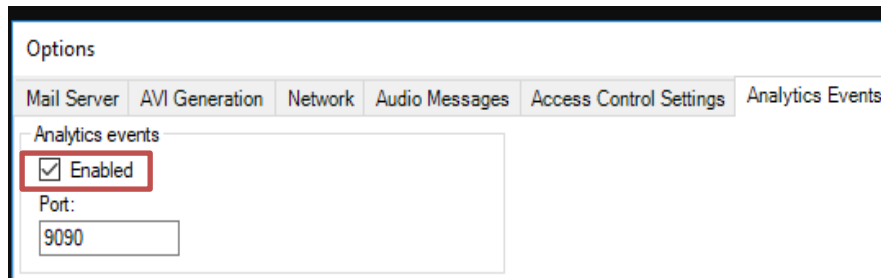 Options
Mail Server AVI Generation Network Audio Messages Access Control Settings Analytics Events
Analytics events
Enabled
Port:
9090